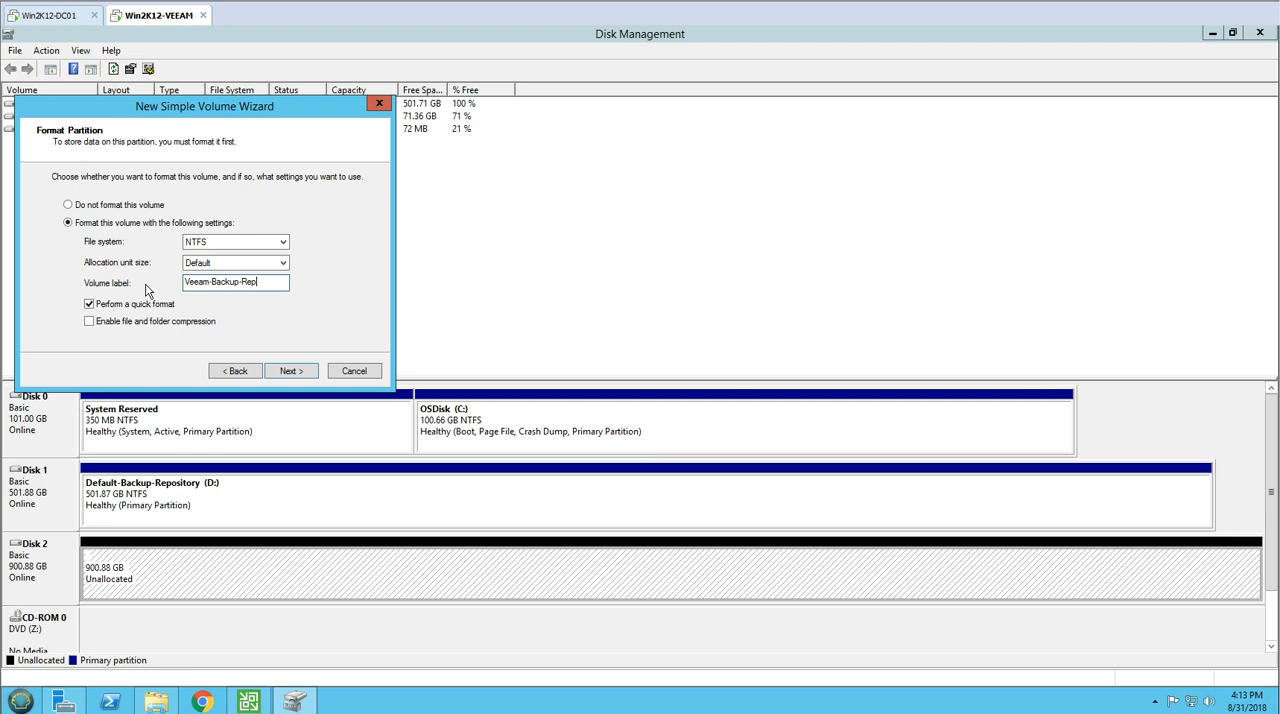 Win2K12-DC01
Win2K12-VEEAM
Disk Management
File Action View Help
Volume Layout Type File System Status Capacity Free Spa... % Free
501.71 GB 100 %
71.36 GB 71 %
72 MB 21 %
New Simple Volume Wizard
Format Partition
To store data on this partition, you must format it first.
Choose whether you want to format this volume, and if so, what settings you want to use.
Do not format this volume
Format this volume with the following settings:
File system: NTFS
Allocation unit size: Default
Volume label: Veeam-Backup-Rep
Perform a quick format
Enable file and folder compression
< Back Next > Cancel
Disk 0
Basic
101.00 GB
Online
System Reserved
350 MB NTFS
Healthy (System, Active, Primary Partition)
OSDisk (C:)
100.66 GB NTFS
Healthy (Boot, Page File, Crash Dump, Primary Partition)
Disk 1
Basic
501.88 GB
Online
Default-Backup-Repository (D:)
501.87 GB NTFS
Healthy (Primary Partition)
Disk 2
Basic
900.88 GB
Online
900.88 GB
Unallocated
CD-ROM 0
DVD (Z:)
No Media
Unallocated Primary partition
4:13 PM
8/31/2018